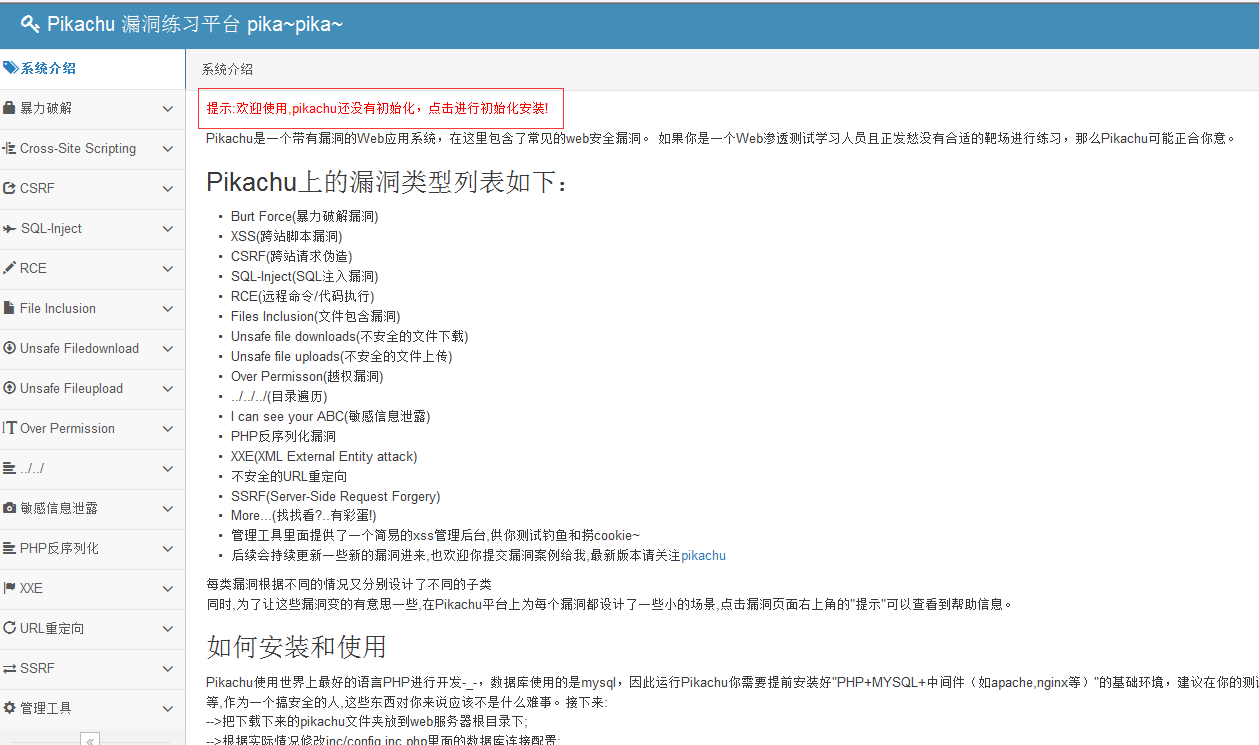 Pikachu 漏洞练习平台 pika~pika~
系统介绍
暴力破解
Cross-Site Scripting
CSRF
SQL-Inject
RCE
File Inclusion
Unsafe Filedownload
Unsafe Fileupload
Over Permission
../../
敏感信息泄露
PHP反序列化
XXE
URL重定向
SSRF
管理工具
系统介绍
提示:欢迎使用,pikachu还没有初始化，点击进行初始化安装!
Pikachu是一个带有漏洞的Web应用系统，在这里包含了常见的web安全漏洞。 如果你是一个Web渗透测试学习人员且正发愁没有合适的靶场进行练习，那么Pikachu可能正合你意。
Pikachu上的漏洞类型列表如下：
• Burt Force(暴力破解漏洞)
• XSS(跨站脚本漏洞)
• CSRF(跨站请求伪造)
• SQL-Inject(SQL注入漏洞)
• RCE(远程命令/代码执行)
• Files Inclusion(文件包含漏洞)
• Unsafe file downloads(不安全的文件下载)
• Unsafe file uploads(不安全的文件上传)
• Over Permisson(越权漏洞)
• ../../../(目录遍历)
• I can see your ABC(敏感信息泄露)
• PHP反序列化漏洞
• XXE(XML External Entity attack)
• 不安全的URL重定向
• SSRF(Server-Side Request Forgery)
• More...(找找看?..有彩蛋!)
• 管理工具里面提供了一个简易的xss管理后台,供你测试钓鱼和捞cookie~
• 后续会持续更新一些新的漏洞进来,也欢迎你提交漏洞案例给我,最新版本请关注pikachu
每类漏洞根据不同的情况又分别设计了不同的子类
同时,为了让这些漏洞变的有意思一些,在Pikachu平台上为每个漏洞都设计了一些小的场景,点击漏洞页面右上角的"提示"可以查看到帮助信息。
如何安装和使用
Pikachu使用世界上最好的语言PHP进行开发-_-，数据库使用的是mysql，因此运行Pikachu你需要提前安装好"PHP+MYSQL+中间件（如apache,nginx等）"的基础环境，建议在你的测试
等,作为一个搞安全的人,这些东西对你来说应该不是什么难事。接下来:
-->把下载下来的pikachu文件夹放到web服务器根目录下;
-->根据实际情况修改inc/config.inc.php里面的数据库连接配置;